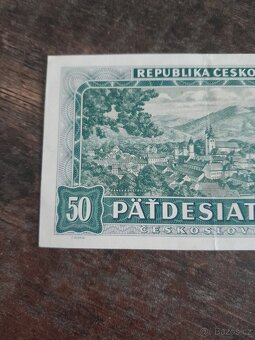 REPUBLIKA ČESKO
50
PÄŤDESIAT
ČESKOSLOV